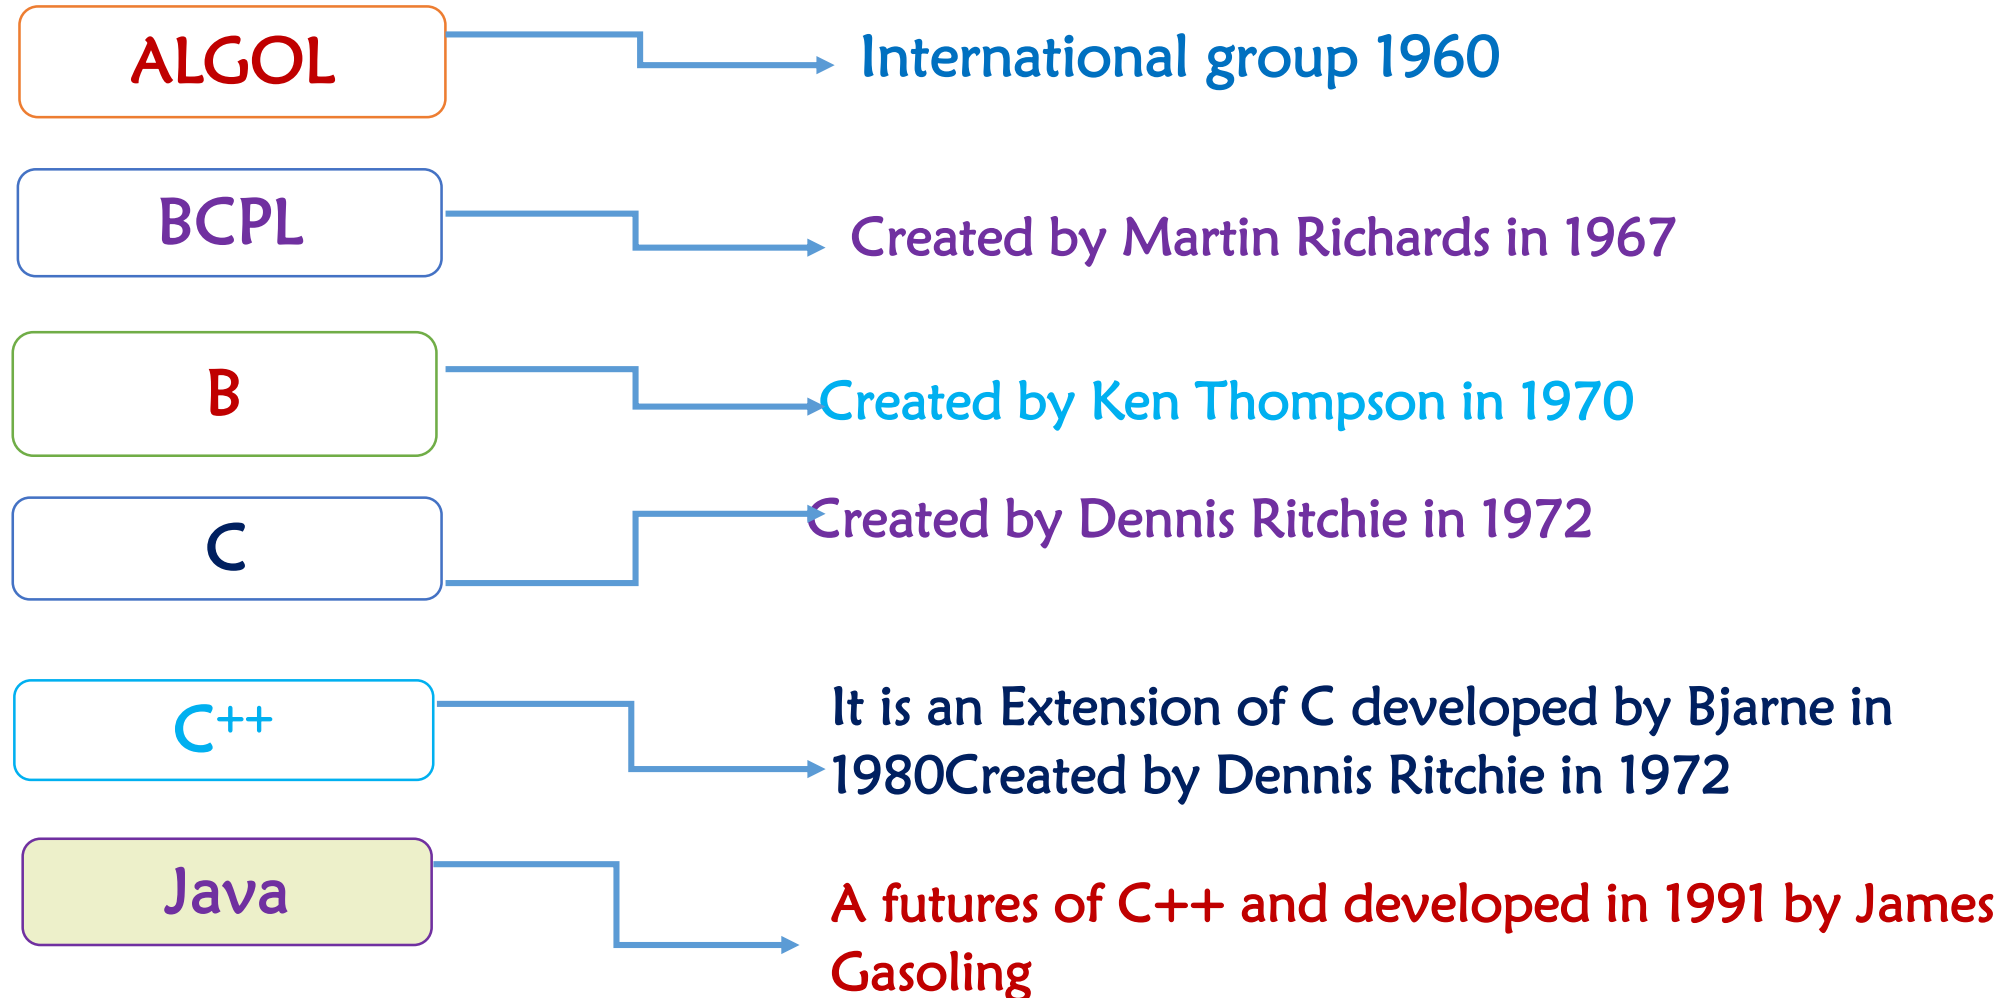 ALGOL
International group 1960
BCPL
Created by Martin Richards in 1967
B
Created by Ken Thompson in 1970
C
Created by Dennis Ritchie in 1972
C++
It is an Extension of C developed by Bjarne in
1980Created by Dennis Ritchie in 1972
Java
A futures of C++ and developed in 1991 by James
Gasoling